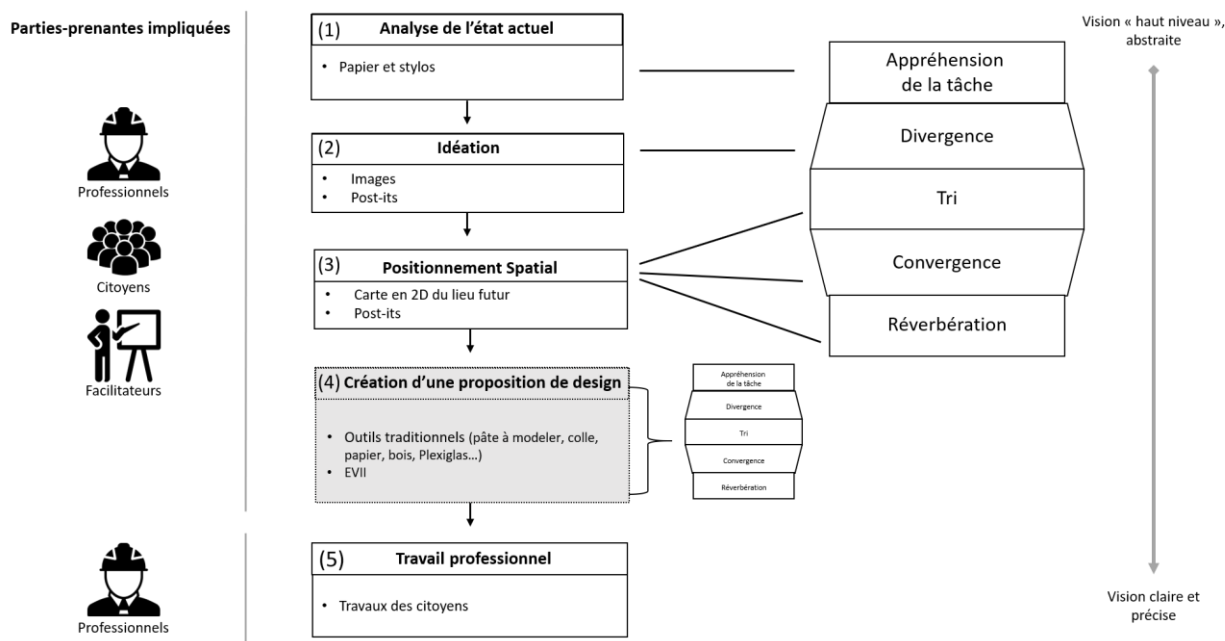 Parties-prenantes impliquées
Professionnels
Citoyens
Facilitateurs
Professionnels
(1) Analyse de l’état actuel
• Papier et stylos
(2) Idéation
• Images
• Post-its
(3) Positionnement Spatial
• Carte en 2D du lieu futur
• Post-its
(4) Création d’une proposition de design
• Outils traditionnels (pâte à modeler, colle,
papier, bois, Plexiglas...)
• EVII
(5) Travail professionnel
• Travaux des citoyens
Appréhension
de la tâche
Divergence
Tri
Convergence
Réverbération
Appréhension
de la tâche
Divergence
Tri
Convergence
Réverbération
Vision « haut niveau »,
abstraite
Vision claire et
précise